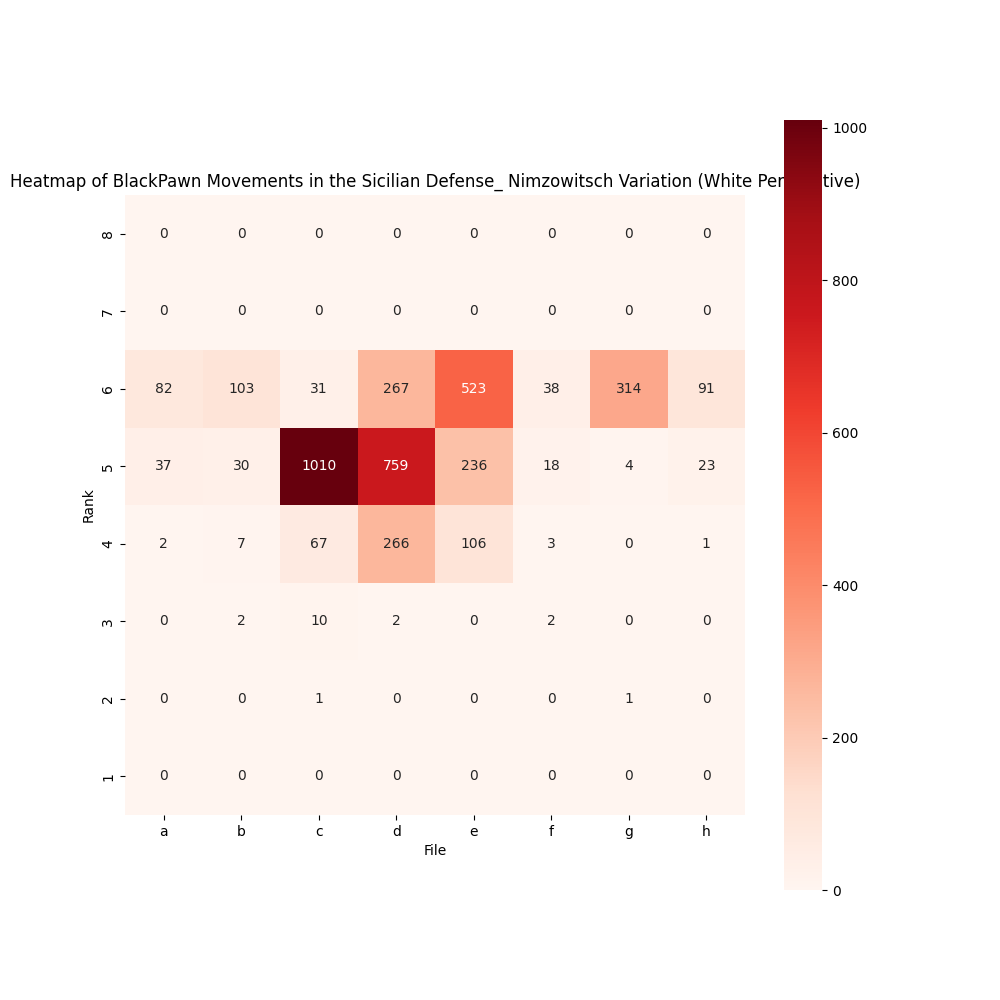 1000
Heatmap of BlackPawn Movements in the Sicilian Defense_ Nimzowitsch Variation (White
8 0 0 0 0 0 0 0 0
800
7 0 0 0 0 0 0 0 0
6 82 103 31 267 523 38 314 91
600
5 37 30 1010 759 236 18 4 23
Rank
4 2 7 67 266 106 3 0 1
400
3 0 2 10 2 0 2 0 0
2 0 0 1 0 0 0 1 0
200
1 0 0 0 0 0 0 0 0
a b c d e f g h
File
0